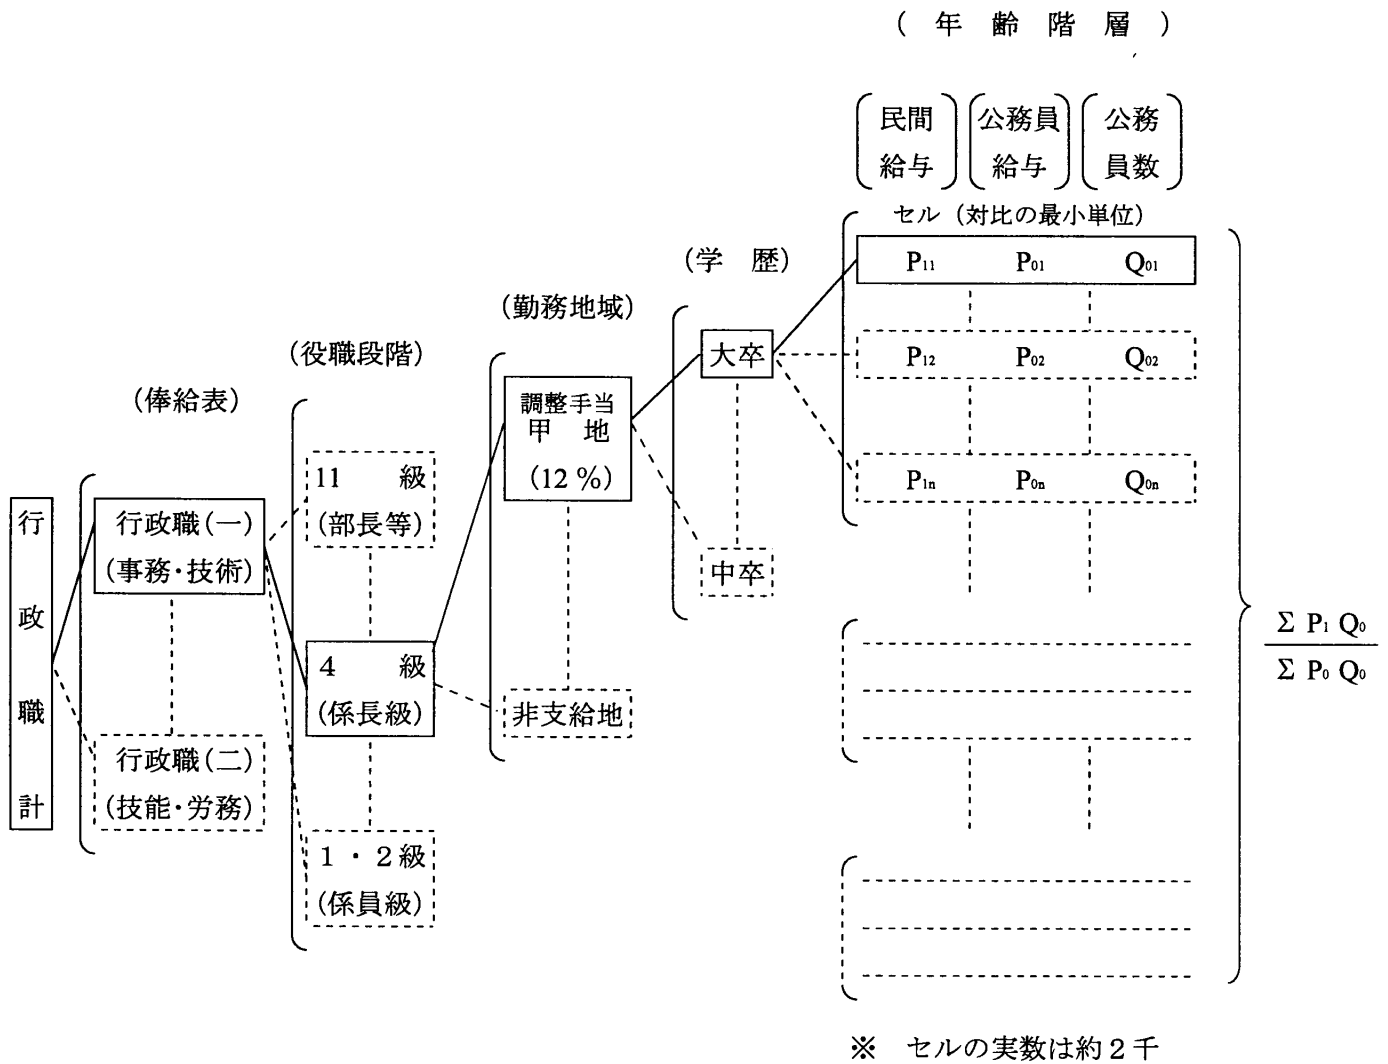 ( 年 齢 階 層 )
民間
給与
公務員
給与
公務
員数
セル (対比の最小単位)
P₁₁ P₀₁ Q₀₁
P₁₂ P₀₂ Q₀₂
P₁ₙ P₀ₙ Q₀ₙ
(学 歴)
大卒
中卒
(勤務地域)
調整手当
甲 地
(12%)
非支給地
(役職段階)
11 級
(部長等)
4 級
(係長級)
1・2級
(係員級)
(俸給表)
行政職(一)
(事務・技術)
行政職(二)
(技能・労務)
行政職計
Σ P₁ Q₀
Σ P₀ Q₀
※ セルの実数は約2千